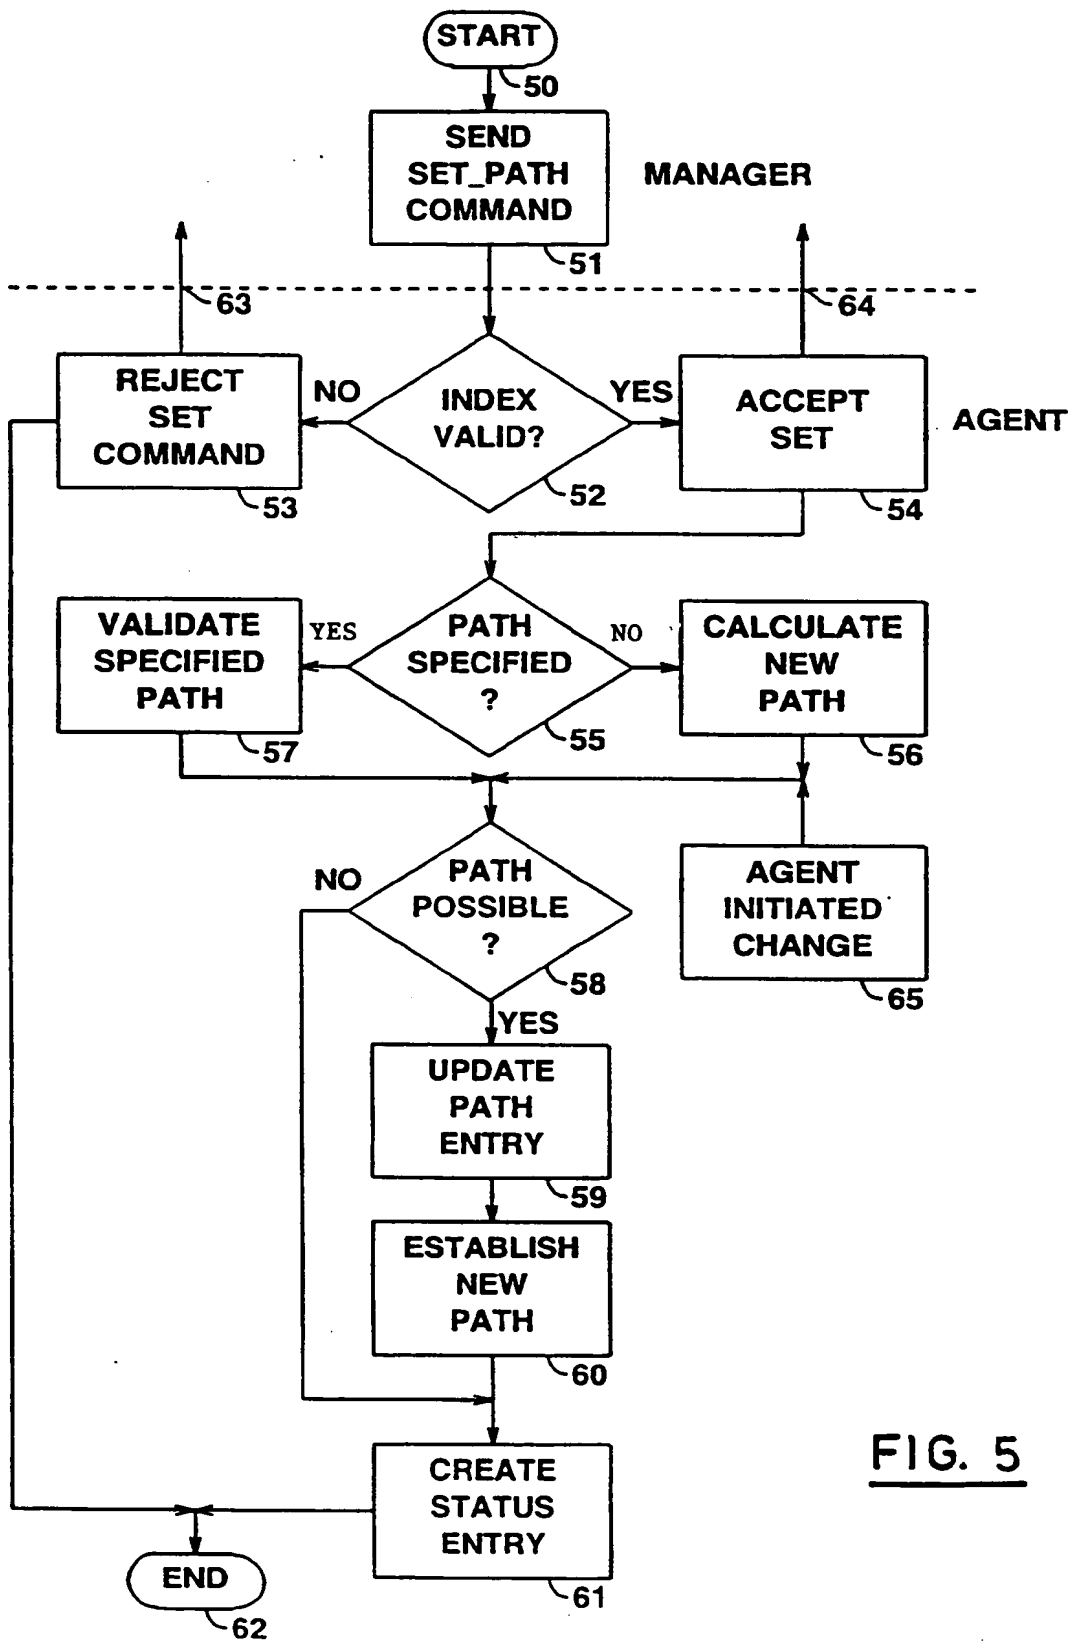 START
50
SEND
SET_PATH
COMMAND
MANAGER
51
63
64
REJECT
SET
COMMAND
NO
INDEX
VALID?
YES
ACCEPT
SET
AGENT
53
52
54
VALIDATE
SPECIFIED
PATH
YES
PATH
SPECIFIED
?
NO
CALCULATE
NEW
PATH
57
55
56
NO
PATH
POSSIBLE
?
AGENT
INITIATED
CHANGE
58
65
YES
UPDATE
PATH
ENTRY
59
ESTABLISH
NEW
PATH
60
FIG. 5
CREATE
STATUS
ENTRY
END
61
62